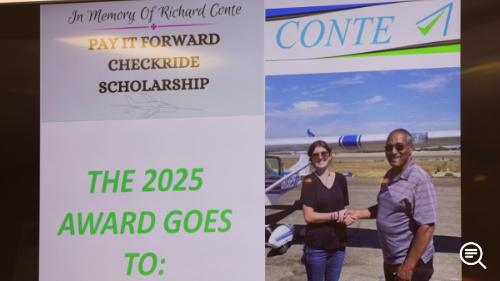 In Memory Of Richard Conte
PAY IT FORWARD
CHECKRIDE
SCHOLARSHIP
CONTE
THE 2025
AWARD GOES
TO: